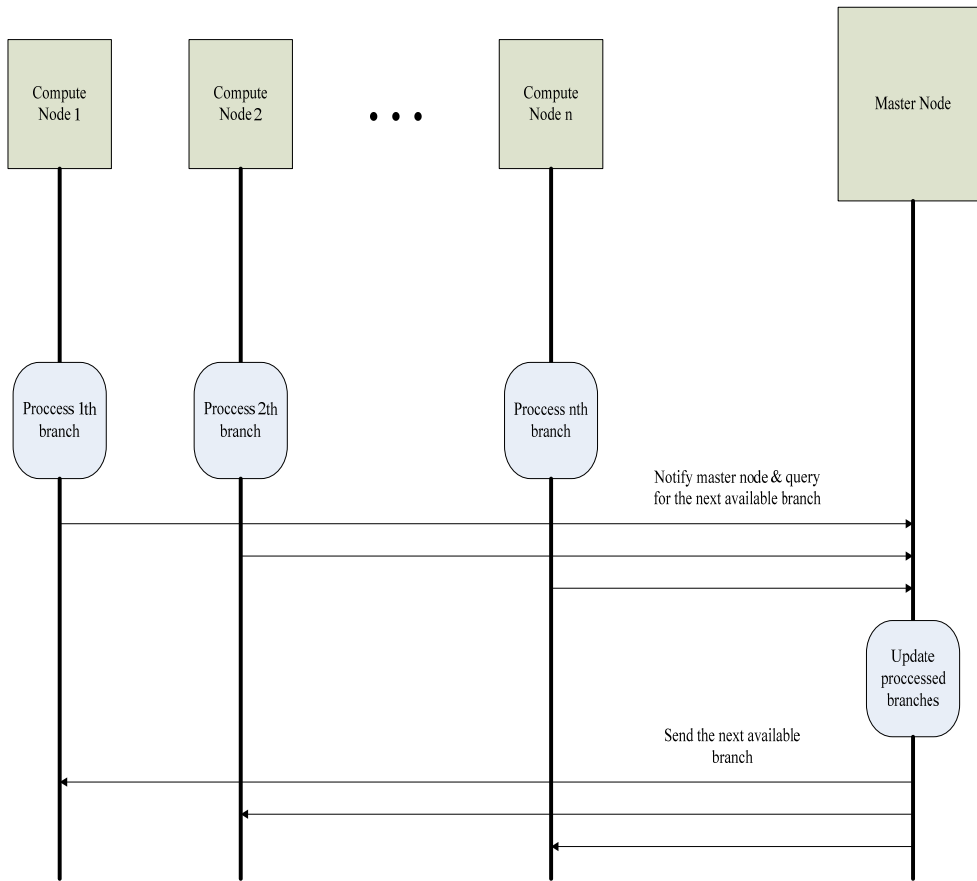 Compute
Node 1
Compute
Node 2
Compute
Node n
Master Node
Proccess 1th
branch
Proccess 2th
branch
Proccess nth
branch
Notify master node & query
for the next available branch
Update
proccessed
branches
Send the next available
branch